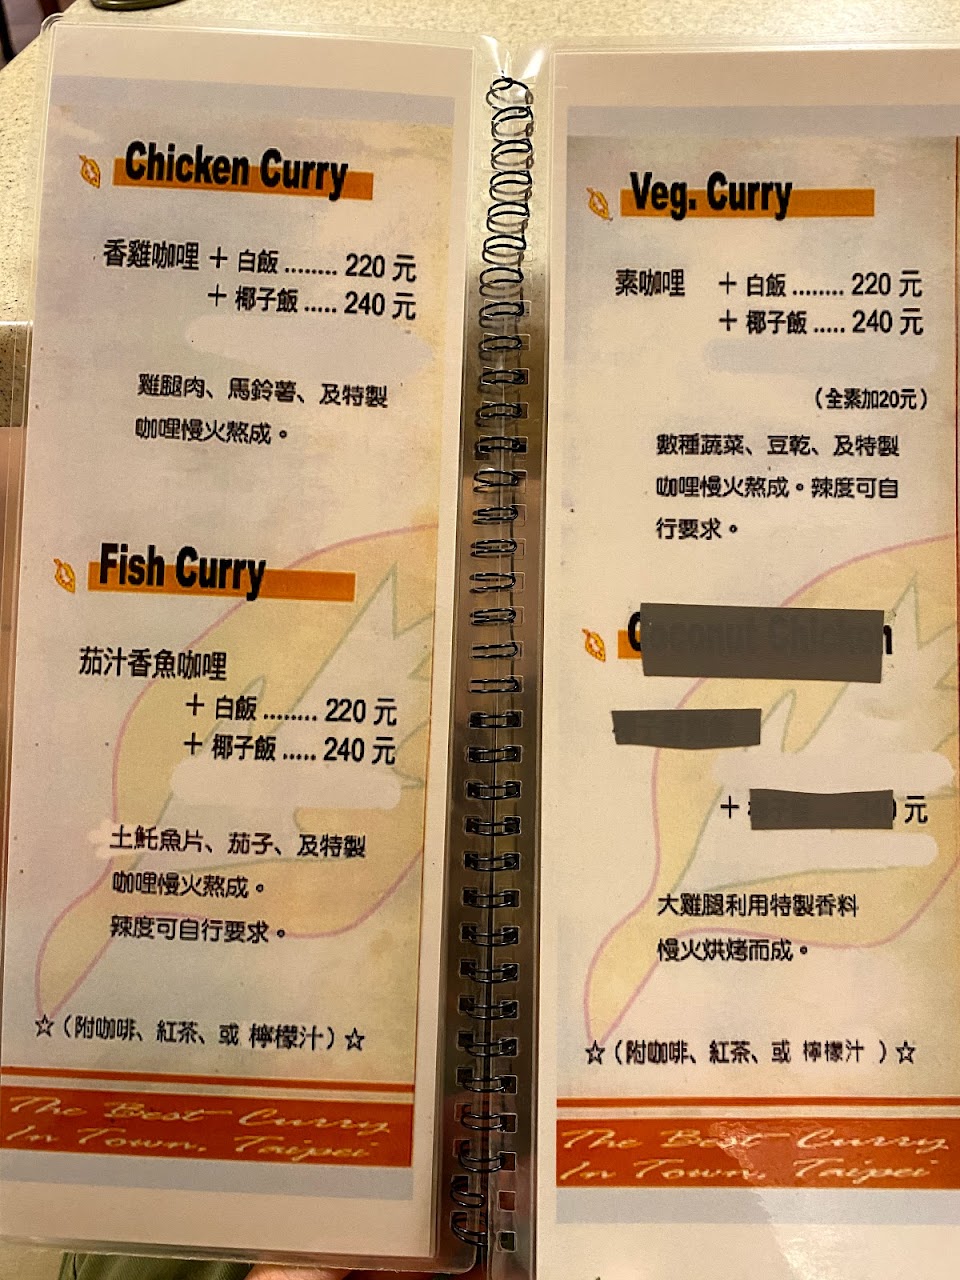 Chicken Curry
香雞咖哩 + 白飯 ........ 220 元
+ 椰子飯 ..... 240 元
雞腿肉、馬鈴薯、及特製
咖哩慢火熬成。
Fish Curry
茄汁香魚咖哩
+ 白飯 ........ 220 元
+ 椰子飯 ..... 240 元
土魠魚片、茄子、及特製
咖哩慢火熬成。
辣度可自行要求。
☆（附咖啡、紅茶、或 檸檬汁）☆
The Best Curry
In Town, Taipei
Veg. Curry
素咖哩 + 白飯 ........ 220 元
+ 椰子飯 ..... 240 元
（全素加20元）
數種蔬菜、豆乾、及特製
咖哩慢火熬成。辣度可自
行要求。
Coconut Chicken
+ 元
大雞腿利用特製香料
慢火烘烤而成。
☆（附咖啡、紅茶、或 檸檬汁 ）☆
The Best Curry
In Town, Taipei